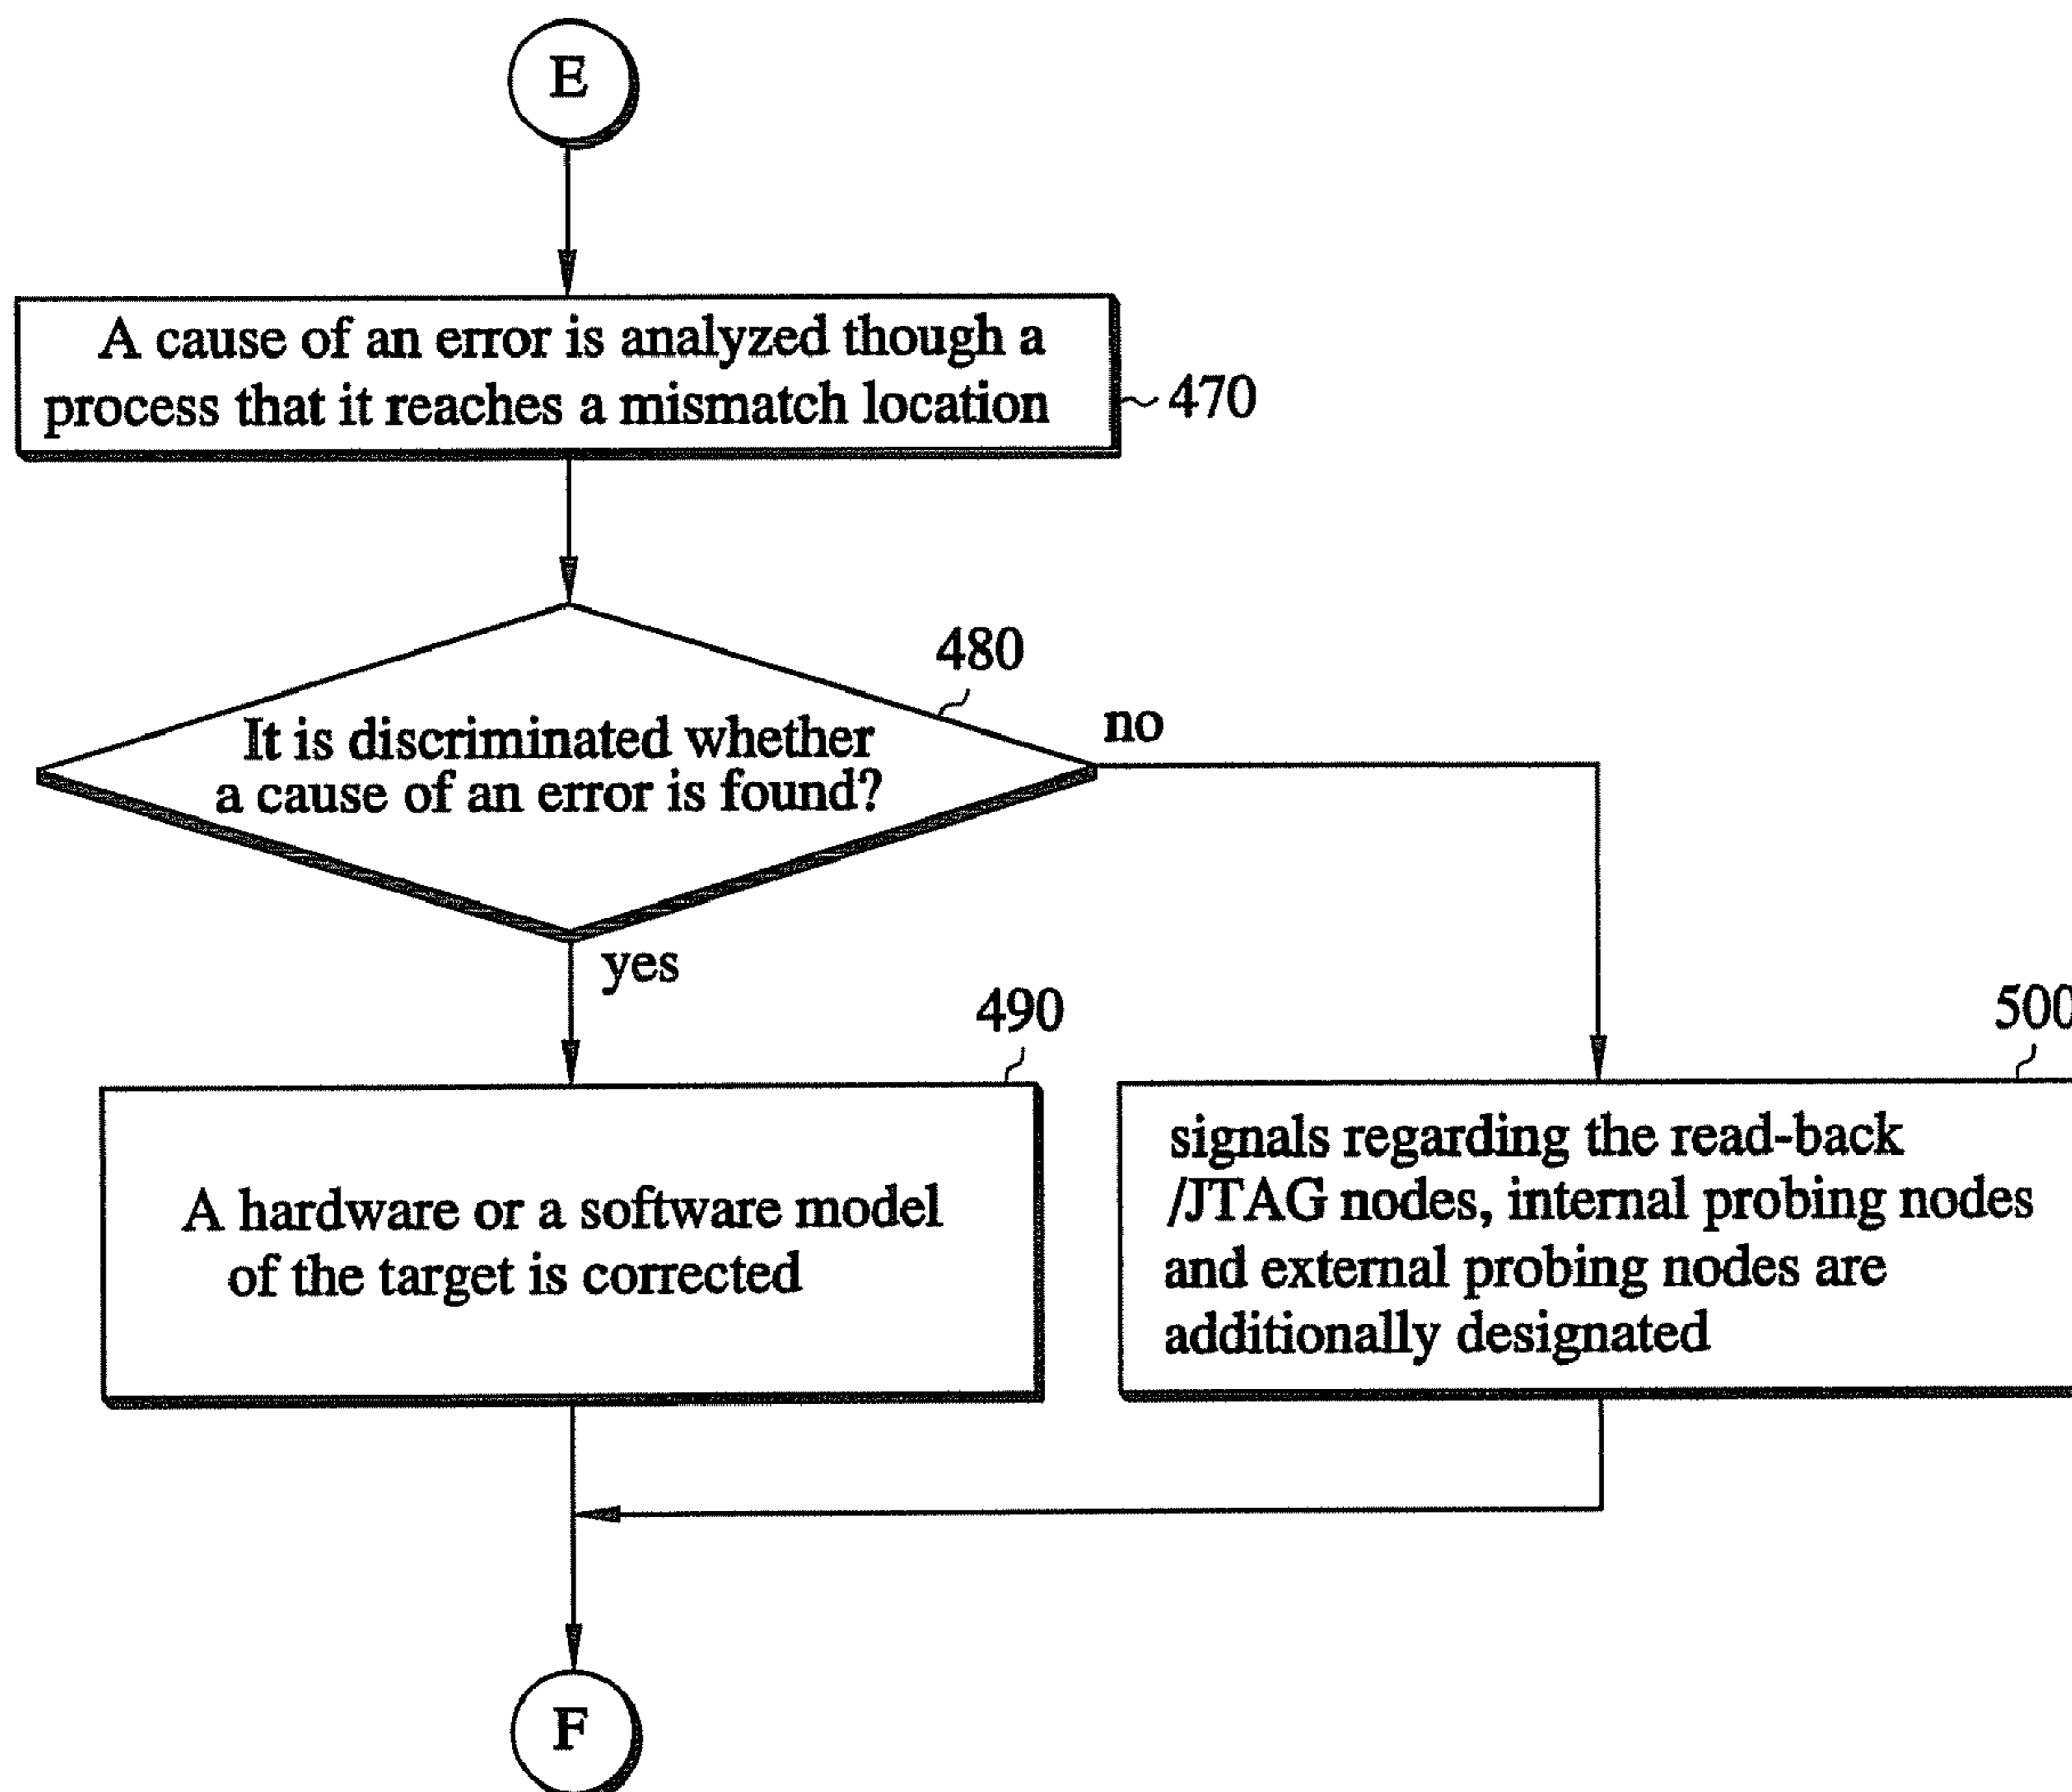 E
A cause of an error is analyzed though a
process that it reaches a mismatch location
470
480
It is discriminated whether
a cause of an error is found?
no
yes
490
500
A hardware or a software model
of the target is corrected
signals regarding the read-back
/JTAG nodes, internal probing nodes
and external probing nodes are
additionally designated
F